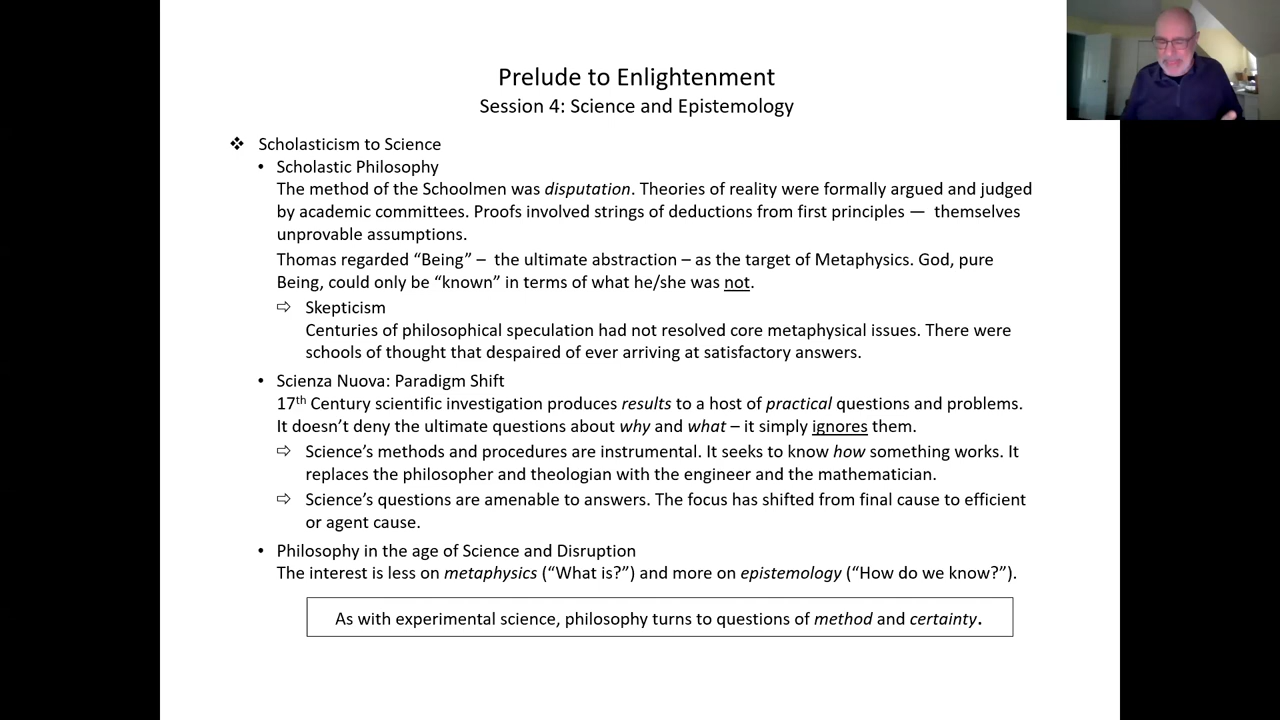 Prelude to Enlightenment
Session 4: Science and Epistemology
❖ Scholasticism to Science
• Scholastic Philosophy
The method of the Schoolmen was disputation. Theories of reality were formally argued and judged
by academic committees. Proofs involved strings of deductions from first principles — themselves
unprovable assumptions.
Thomas regarded “Being” – the ultimate abstraction – as the target of Metaphysics. God, pure
Being, could only be “known” in terms of what he/she was not.
⇨ Skepticism
Centuries of philosophical speculation had not resolved core metaphysical issues. There were
schools of thought that despaired of ever arriving at satisfactory answers.
• Scienza Nuova: Paradigm Shift
17th Century scientific investigation produces results to a host of practical questions and problems.
It doesn’t deny the ultimate questions about why and what – it simply ignores them.
⇨ Science’s methods and procedures are instrumental. It seeks to know how something works. It
replaces the philosopher and theologian with the engineer and the mathematician.
⇨ Science’s questions are amenable to answers. The focus has shifted from final cause to efficient
or agent cause.
• Philosophy in the age of Science and Disruption
The interest is less on metaphysics (“What is?”) and more on epistemology (“How do we know?”).
As with experimental science, philosophy turns to questions of method and certainty.